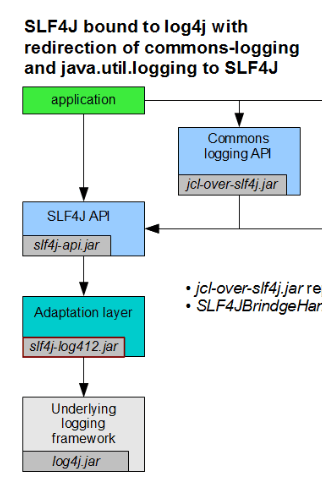 SLF4J bound to log4j with
redirection of commons-logging
and java.util.logging to SLF4J
application
Commons
logging API
jcl-over-slf4j.jar
SLF4J API
slf4j-api.jar
• jcl-over-slf4j.jar re
• SLF4JBrindgeHar
Adaptation layer
slf4j-log412.jar
Underlying
logging
framework
log4j.jar